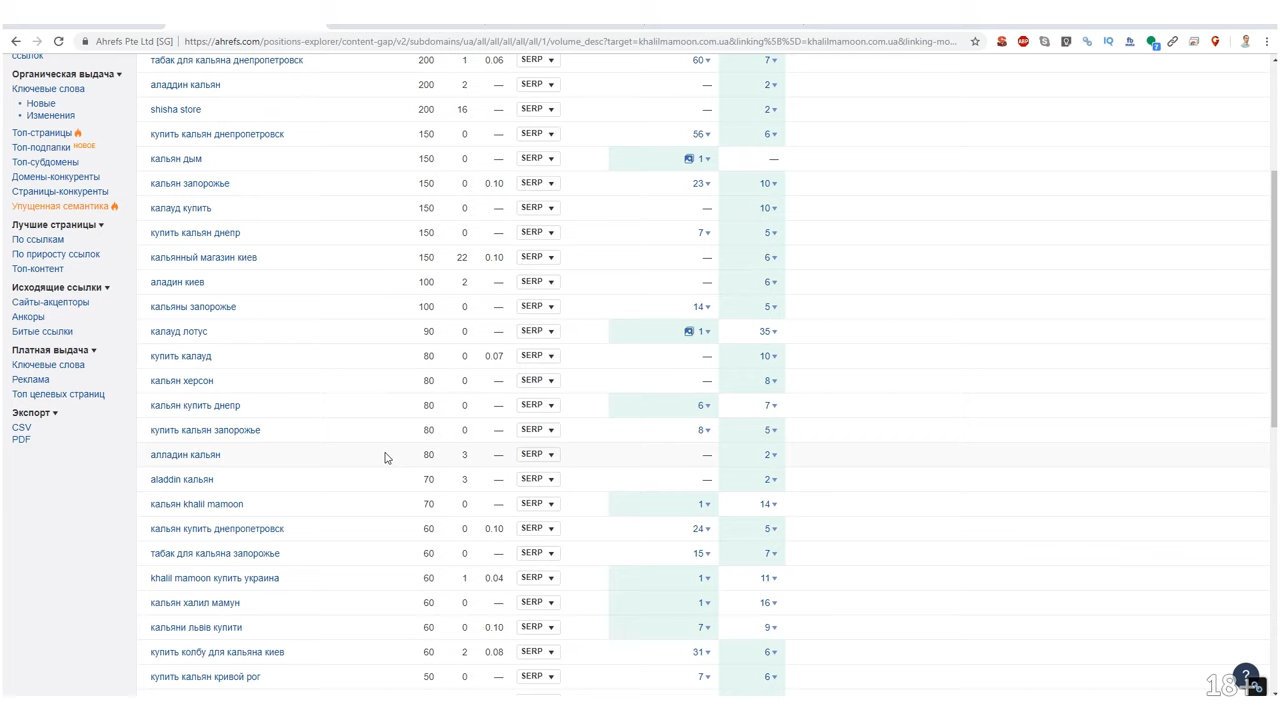 Ahrefs Pte Ltd [SG] https://ahrefs.com/positions-explorer/content-gap/v2/subdomains/ua/all/all/all/all/all/1/volume_desc?target=khalilmamoon.com.ua&linking%5B%5D=khalilmamoon.com.ua&linking-mo...
ссылок
Органическая выдача
Ключевые слова
• Новые
• Изменения
Топ-страницы
Топ-подпапки НОВОЕ
Топ-субдомены
Домены-конкуренты
Страницы-конкуренты
Упущенная семантика
Лучшие страницы
По ссылкам
По приросту ссылок
Топ-контент
Исходящие ссылки
Сайты-акцепторы
Анкоры
Битые ссылки
Платная выдача
Ключевые слова
Реклама
Топ целевых страниц
Экспорт
CSV
PDF
табак для кальяна днепропетровск 200 1 0.06 SERP 60 7
аладдин кальян 200 2 — SERP — 2
shisha store 200 16 — SERP — 2
купить кальян днепропетровск 150 0 — SERP 56 6
кальян дым 150 0 — SERP 1 —
кальян запорожье 150 0 0.10 SERP 23 10
калауд купить 150 0 — SERP — 10
купить кальян днепр 150 0 — SERP 7 5
кальянный магазин киев 150 22 0.10 SERP — 6
аладин киев 100 2 — SERP — 6
кальяны запорожье 100 0 — SERP 14 5
калауд лотус 90 0 — SERP 1 35
купить калауд 80 0 0.07 SERP — 10
кальян херсон 80 0 — SERP — 8
кальян купить днепр 80 0 — SERP 6 7
купить кальян запорожье 80 0 — SERP 8 5
алладин кальян 80 3 — SERP — 2
aladdin кальян 70 3 — SERP — 2
кальян khalil mamoon 70 0 — SERP 1 14
кальян купить днепропетровск 60 0 0.10 SERP 24 5
табак для кальяна запорожье 60 0 — SERP 15 7
khalil mamoon купить украина 60 1 0.04 SERP 1 11
кальян халил мамун 60 0 — SERP 1 16
кальяни львів купити 60 0 0.10 SERP 7 9
купить колбу для кальяна киев 60 2 0.08 SERP 31 6
купить кальян кривой рог 50 0 — SERP 7 6
?
18+